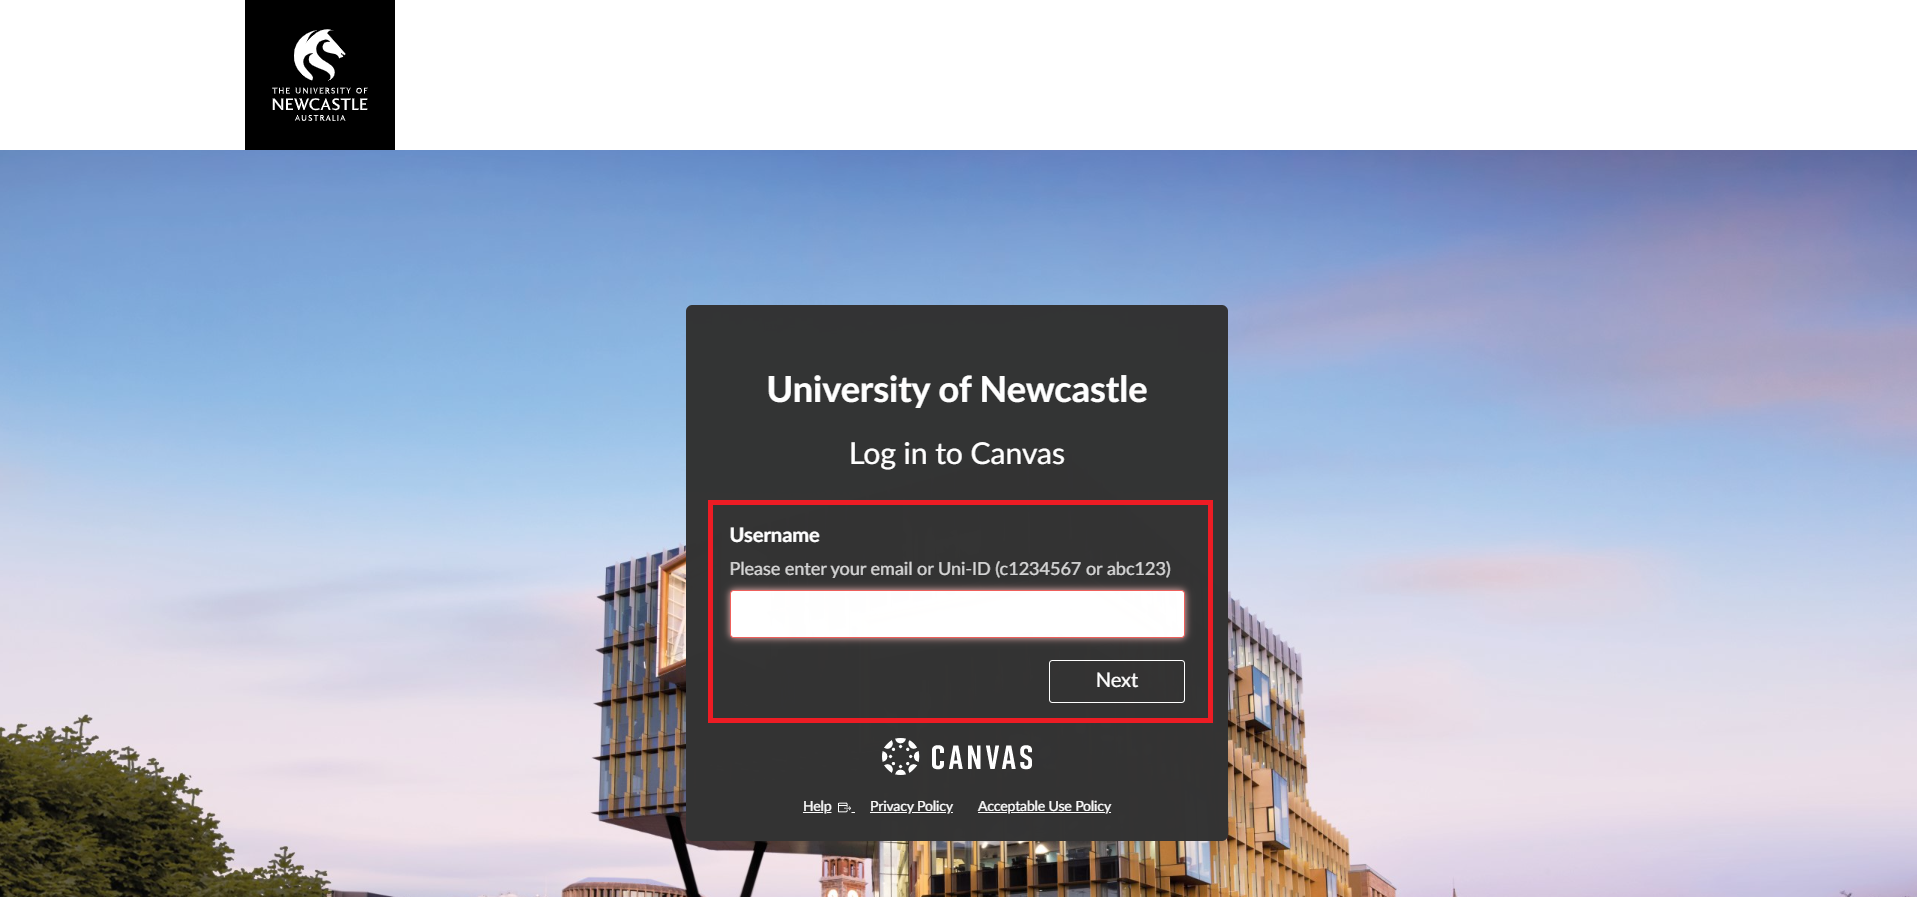 THE UNIVERSITY OF
NEWCASTLE
AUSTRALIA
University of Newcastle
Log in to Canvas
Username
Please enter your email or Uni-ID (c1234567 or abc123)
Next
CANVAS
Help Privacy Policy Acceptable Use Policy